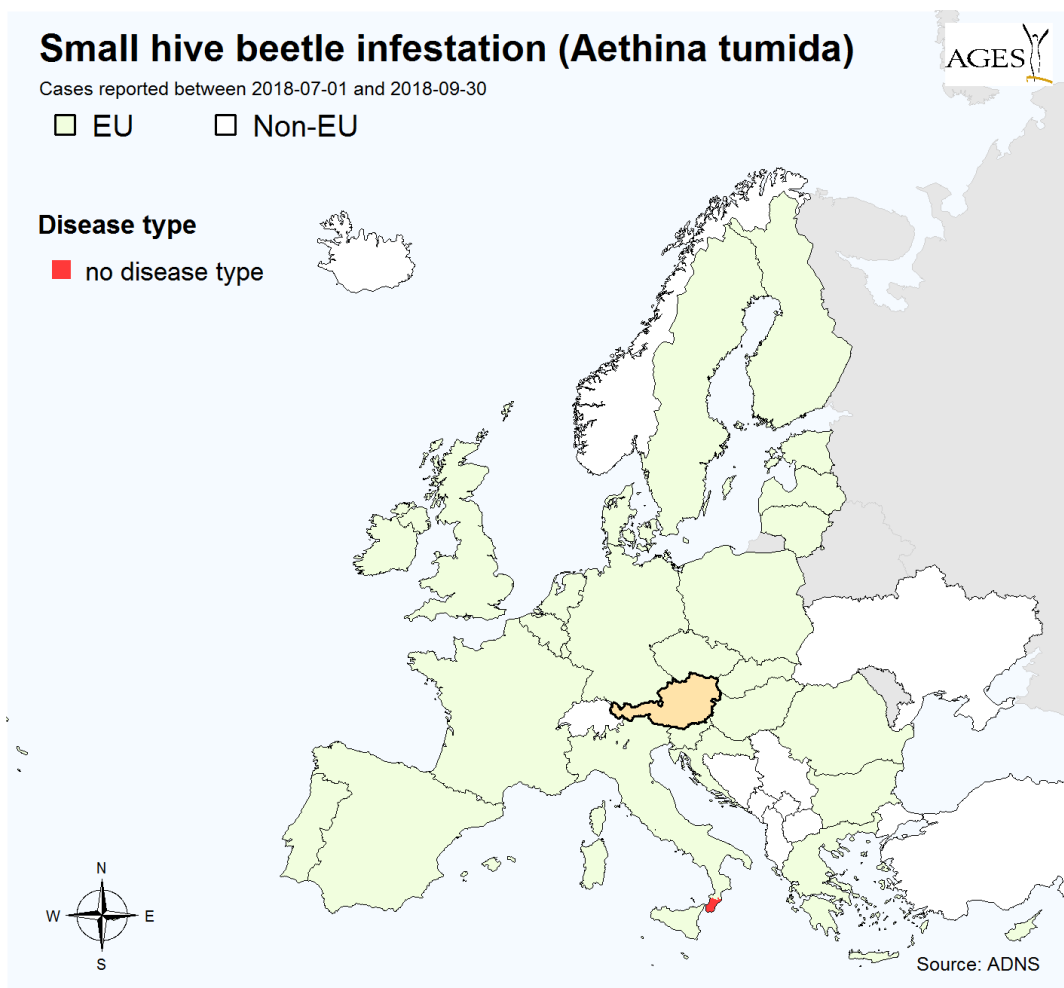 Small hive beetle infestation (Aethina tumida)
AGES
Cases reported between 2018-07-01 and 2018-09-30
EU
Non-EU
Disease type
no disease type
N
W
E
S
Source: ADNS